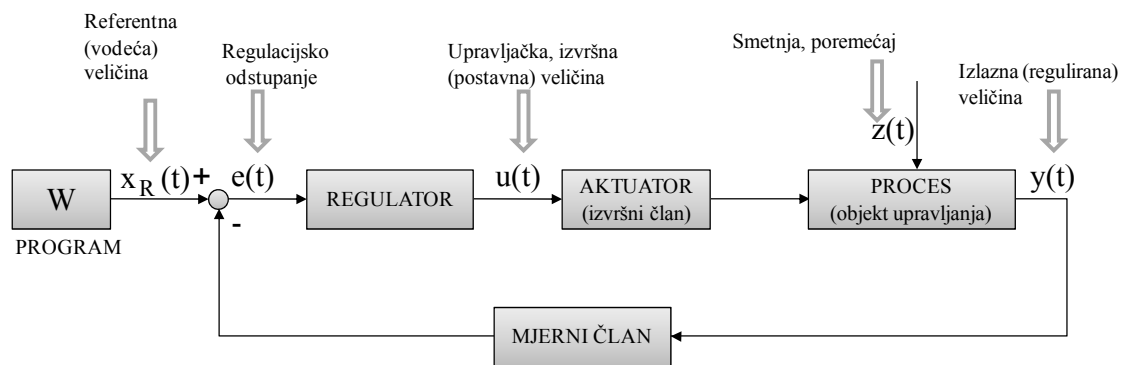 Referentna
(vodeća)
veličina
Regulacijsko
odstupanje
Upravljačka, izvršna
(postavna) veličina
Smetnja, poremećaj
Izlazna (regulirana)
veličina
W
PROGRAM
x R (t) +
-
e(t)
REGULATOR
u(t)
AKTUATOR
(izvršni član)
z(t)
PROCES
(objekt upravljanja)
y(t)
MJERNI ČLAN